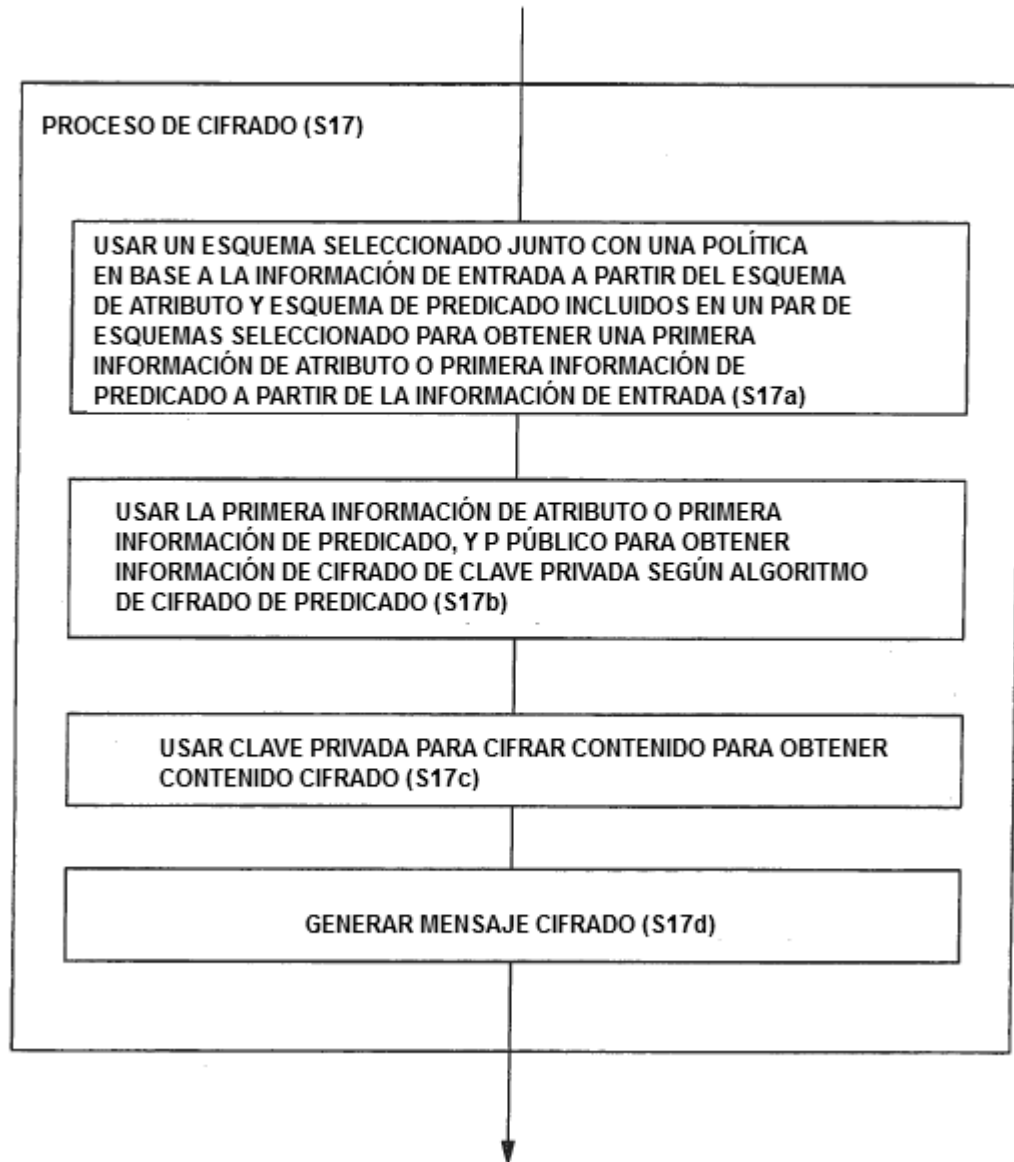 PROCESO DE CIFRADO (S17)
USAR UN ESQUEMA SELECCIONADO JUNTO CON UNA POLÍTICA
EN BASE A LA INFORMACIÓN DE ENTRADA A PARTIR DEL ESQUEMA
DE ATRIBUTO Y ESQUEMA DE PREDICADO INCLUIDOS EN UN PAR DE
ESQUEMAS SELECCIONADO PARA OBTENER UNA PRIMERA
INFORMACIÓN DE ATRIBUTO O PRIMERA INFORMACIÓN DE
PREDICADO A PARTIR DE LA INFORMACIÓN DE ENTRADA (S17a)
USAR LA PRIMERA INFORMACIÓN DE ATRIBUTO O PRIMERA
INFORMACIÓN DE PREDICADO, Y P PÚBLICO PARA OBTENER
INFORMACIÓN DE CIFRADO DE CLAVE PRIVADA SEGÚN ALGORITMO
DE CIFRADO DE PREDICADO (S17b)
USAR CLAVE PRIVADA PARA CIFRAR CONTENIDO PARA OBTENER
CONTENIDO CIFRADO (S17c)
GENERAR MENSAJE CIFRADO (S17d)